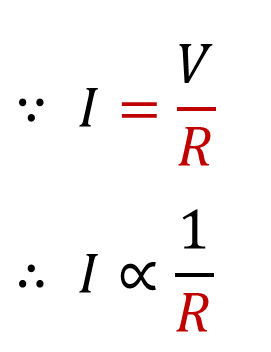 ∵ I = V/R
∴ I ∝ 1/R